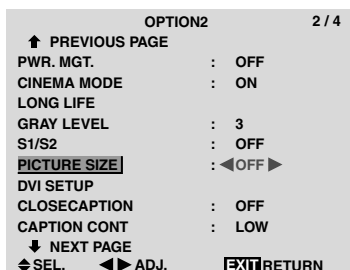 OPTION2 2 / 4
PREVIOUS PAGE
PWR. MGT. : OFF
CINEMA MODE : ON
LONG LIFE
GRAY LEVEL : 3
S1/S2 : OFF
PICTURE SIZE : OFF
DVI SETUP
CLOSECAPTION : OFF
CAPTION CONT : LOW
NEXT PAGE
SEL. ADJ. EXIT RETURN